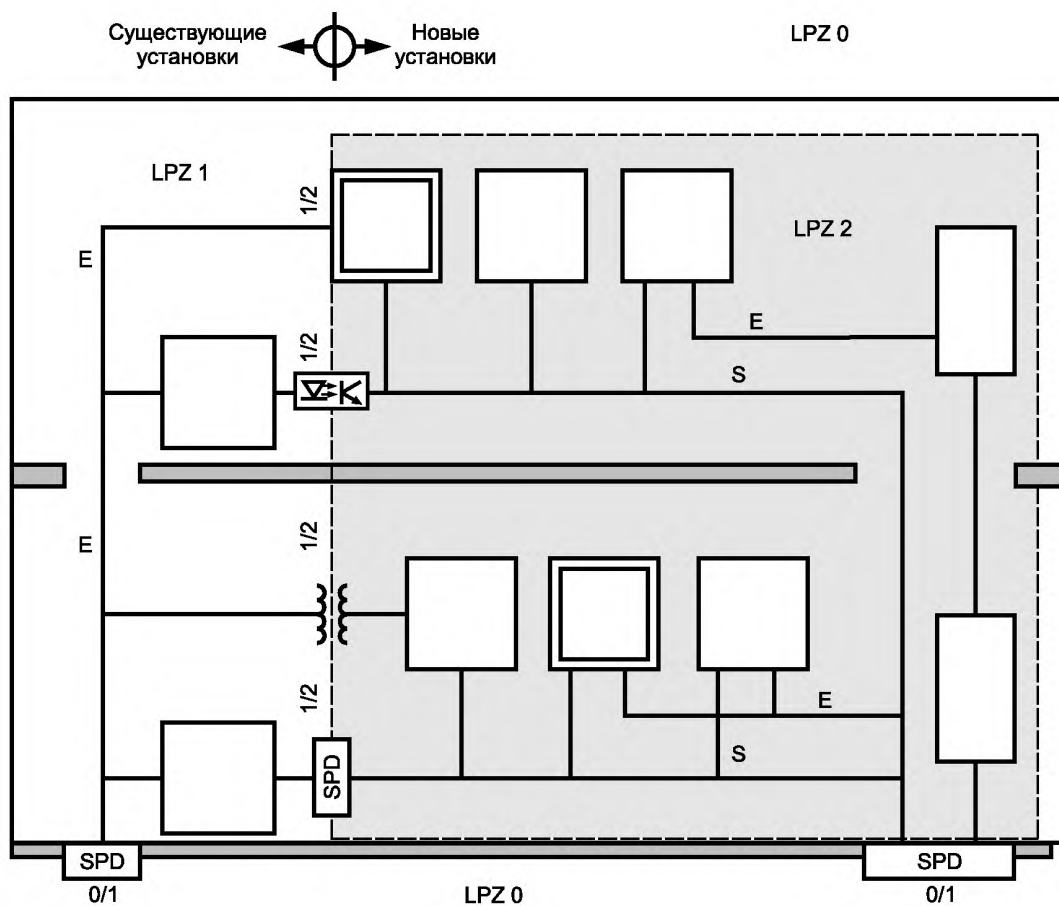 Существующие
установки
Новые
установки
LPZ 0
LPZ 1
1/2
LPZ 2
E
E
1/2
S
E
1/2
1/2
E
S
SPD
SPD
0/1
LPZ 0
SPD
0/1